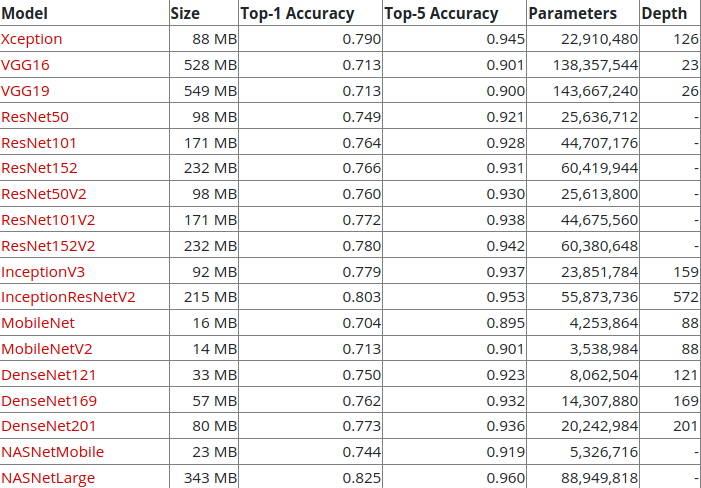 Model Size Top-1 Accuracy Top-5 Accuracy Parameters Depth
Xception 88 MB 0.790 0.945 22,910,480 126
VGG16 528 MB 0.713 0.901 138,357,544 23
VGG19 549 MB 0.713 0.900 143,667,240 26
ResNet50 98 MB 0.749 0.921 25,636,712 -
ResNet101 171 MB 0.764 0.928 44,707,176 -
ResNet152 232 MB 0.766 0.931 60,419,944 -
ResNet50V2 98 MB 0.760 0.930 25,613,800 -
ResNet101V2 171 MB 0.772 0.938 44,675,560 -
ResNet152V2 232 MB 0.780 0.942 60,380,648 -
InceptionV3 92 MB 0.779 0.937 23,851,784 159
InceptionResNetV2 215 MB 0.803 0.953 55,873,736 572
MobileNet 16 MB 0.704 0.895 4,253,864 88
MobileNetV2 14 MB 0.713 0.901 3,538,984 88
DenseNet121 33 MB 0.750 0.923 8,062,504 121
DenseNet169 57 MB 0.762 0.932 14,307,880 169
DenseNet201 80 MB 0.773 0.936 20,242,984 201
NASNetMobile 23 MB 0.744 0.919 5,326,716 -
NASNetLarge 343 MB 0.825 0.960 88,949,818 -